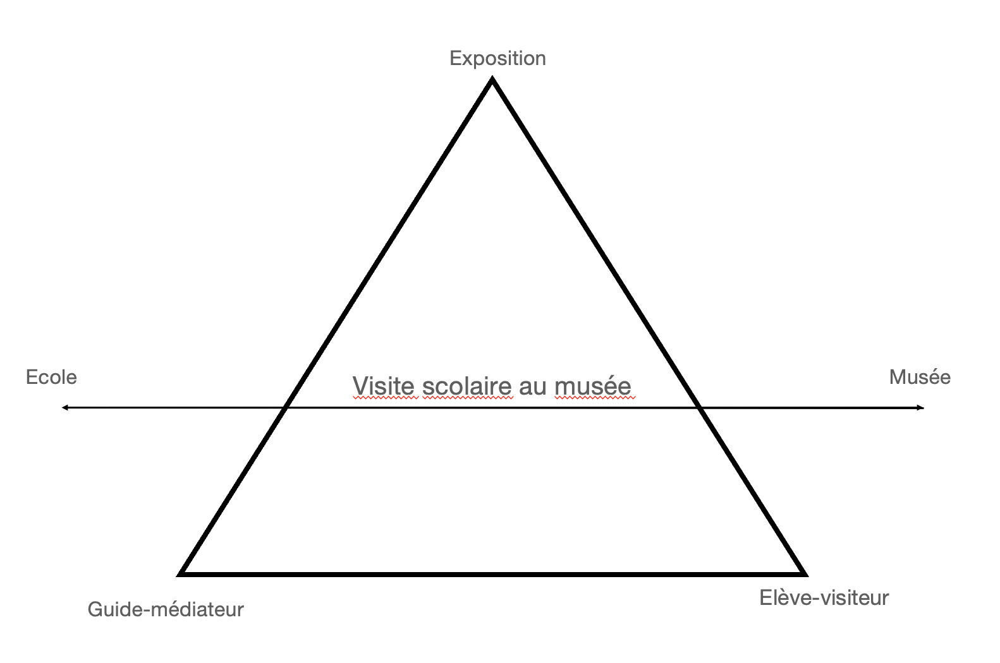 Exposition
Ecole
Visite scolaire au musée
Musée
Guide-médiateur
Elève-visiteur